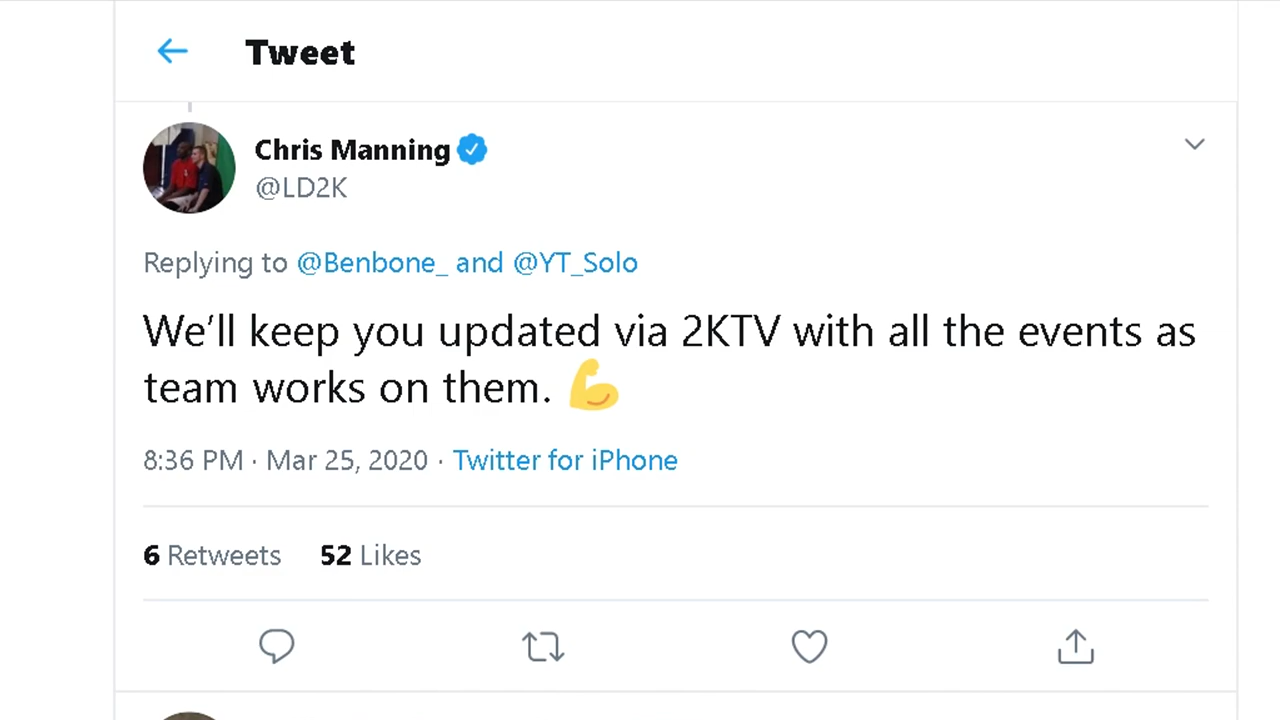 Tweet
Chris Manning
@LD2K
Replying to @Benbone_ and @YT_Solo
We'll keep you updated via 2KTV with all the events as
team works on them. 💪
8:36 PM · Mar 25, 2020 · Twitter for iPhone
6 Retweets 52 Likes